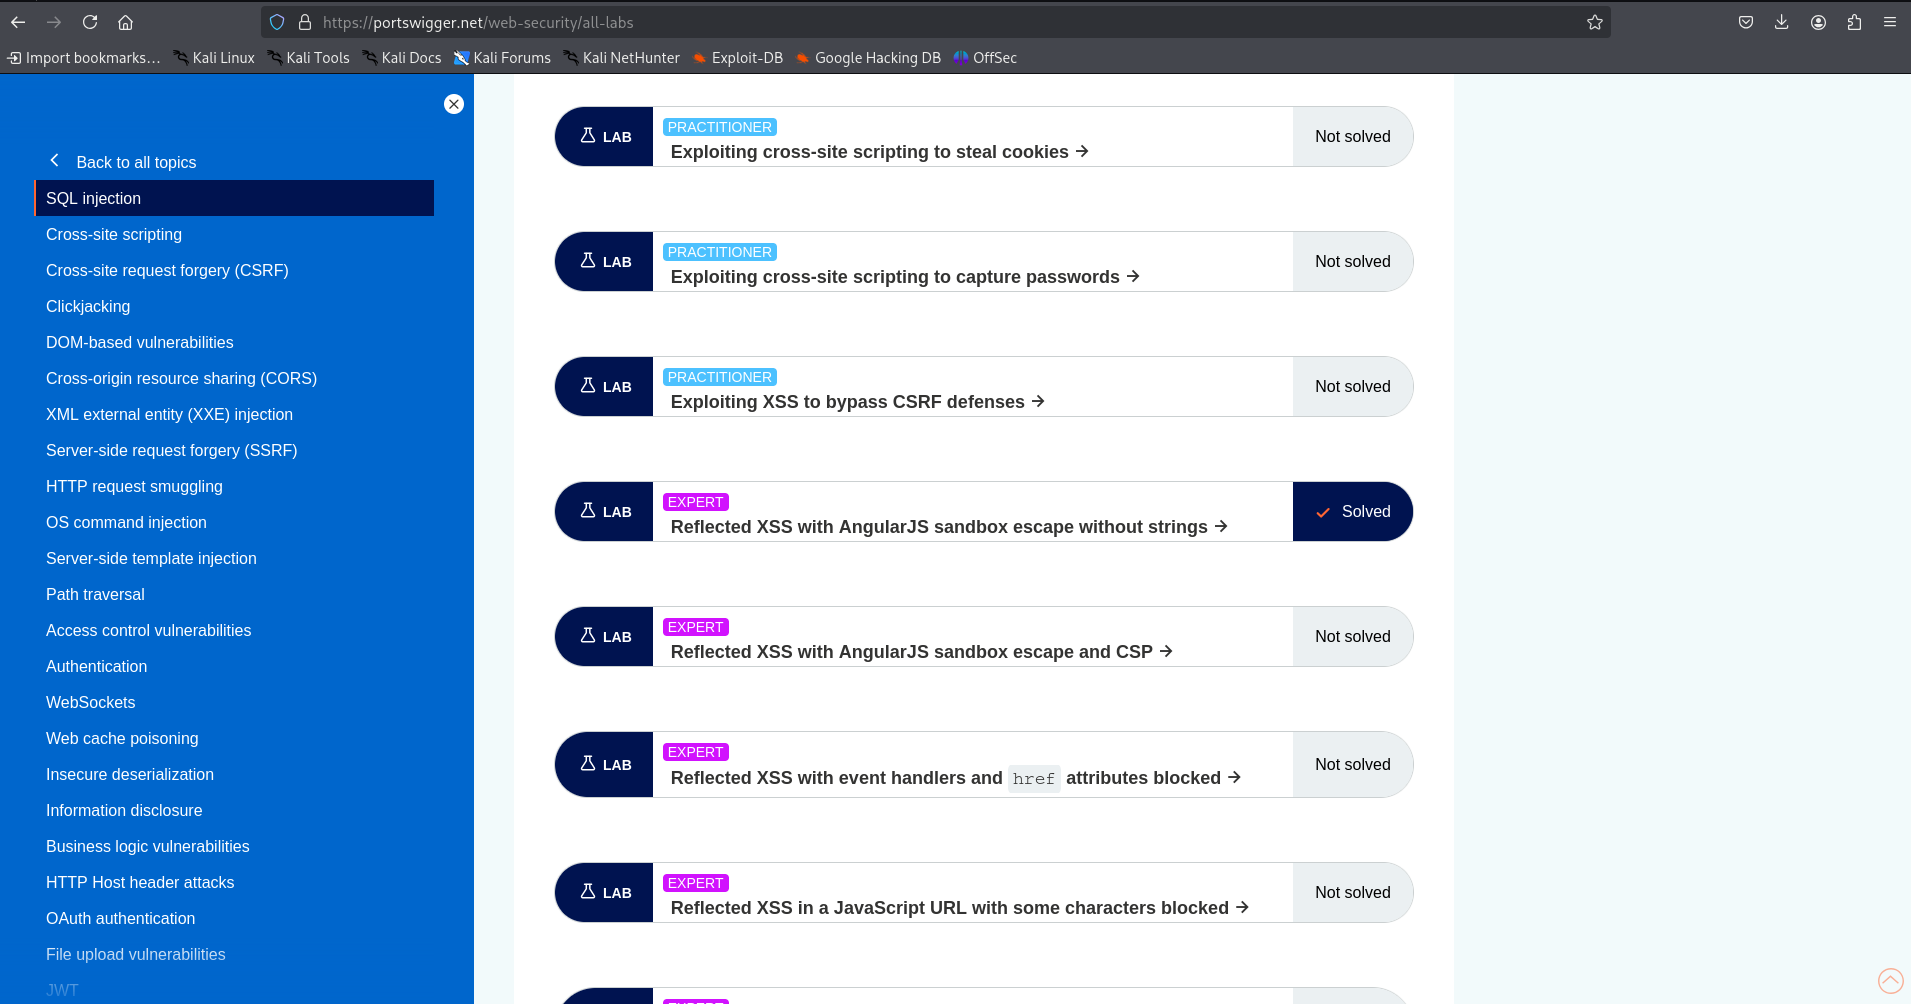 https://portswigger.net/web-security/all-labs
Import bookmarks... Kali Linux Kali Tools Kali Docs Kali Forums Kali NetHunter Exploit-DB Google Hacking DB OffSec
Back to all topics
SQL injection
Cross-site scripting
Cross-site request forgery (CSRF)
Clickjacking
DOM-based vulnerabilities
Cross-origin resource sharing (CORS)
XML external entity (XXE) injection
Server-side request forgery (SSRF)
HTTP request smuggling
OS command injection
Server-side template injection
Path traversal
Access control vulnerabilities
Authentication
WebSockets
Web cache poisoning
Insecure deserialization
Information disclosure
Business logic vulnerabilities
HTTP Host header attacks
OAuth authentication
File upload vulnerabilities
JWT
LAB
PRACTITIONER
Exploiting cross-site scripting to steal cookies
Not solved
LAB
PRACTITIONER
Exploiting cross-site scripting to capture passwords
Not solved
LAB
PRACTITIONER
Exploiting XSS to bypass CSRF defenses
Not solved
LAB
EXPERT
Reflected XSS with AngularJS sandbox escape without strings
Solved
LAB
EXPERT
Reflected XSS with AngularJS sandbox escape and CSP
Not solved
LAB
EXPERT
Reflected XSS with event handlers and href attributes blocked
Not solved
LAB
EXPERT
Reflected XSS in a JavaScript URL with some characters blocked
Not solved
EXPERT